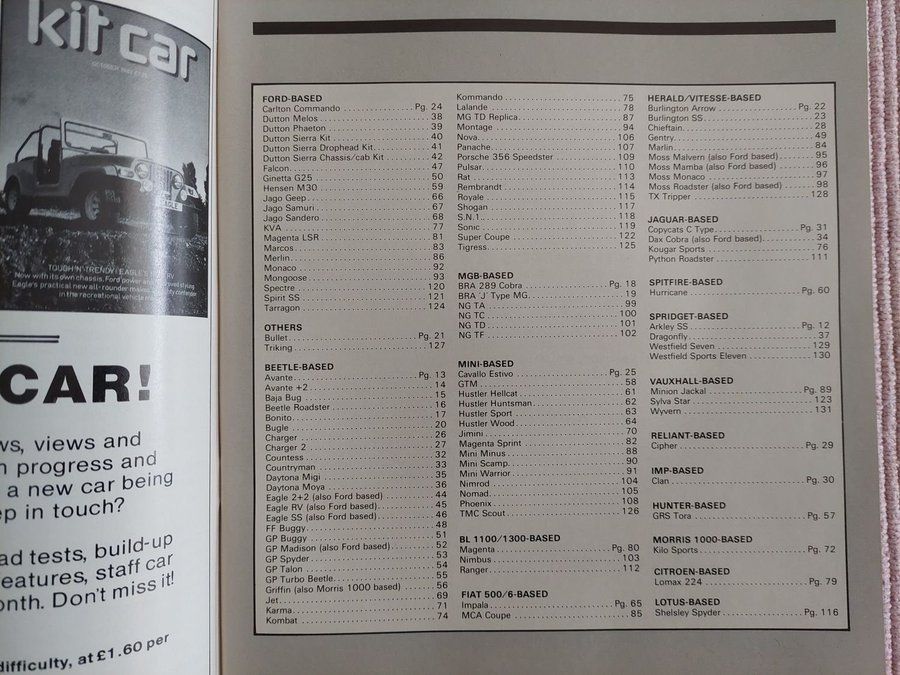 kit car
OCTOBER 1983 £1.25
EAGLE
TOUGH 'N' TRENDY! EAGLE'S RV
Now with its own chassis, Ford power and improved styling
Eagle's practical new all-rounder makes contender
in the recreational vehicle
CAR!
views and
progress and
a new car being
in touch?
tests, build-up
features, staff car
Don't miss it!
difficulty, at £1.60 per
FORD-BASED
Carlton Commando Pg. 24
Dutton Melos 38
Dutton Phaeton 39
Dutton Sierra Kit 40
Dutton Sierra Drophead Kit 41
Dutton Sierra Chassis/cab Kit 42
Falcon 47
Ginetta G25 50
Hensen M30 59
Jago Geep 66
Jago Samuri 67
Jago Sandero 68
KVA 77
Magenta LSR 81
Marcos 83
Merlin 86
Monaco 92
Mongoose 93
Spectre 120
Spirit SS 121
Tarragon 124
OTHERS
Bullet Pg. 21
Triking 127
BEETLE-BASED
Avante Pg. 13
Avante +2 14
Baja Bug 15
Beetle Roadster 16
Bonito 17
Bugle 20
Charger 26
Charger 2 27
Countess 32
Countryman 33
Daytona Migi 35
Daytona Moya 36
Eagle 2+2 (also Ford based) 44
Eagle RV (also Ford based) 45
Eagle SS (also Ford based) 46
FF Buggy 48
GP Buggy 51
GP Madison (also Ford based) 52
GP Spyder 53
GP Talon 54
GP Turbo Beetle 55
Griffin (also Morris 1000 based) 56
Jet 69
Karma 71
Kombat 74
Kommando 75
Lalande 78
MG TD Replica 87
Montage 94
Nova 106
Panache 107
Porsche 356 Speedster 109
Pulsar 110
Rat 113
Rembrandt 114
Royale 115
Shogan 117
S.N.1. 118
Sonic 119
Super Coupe 122
Tigress 125
MGB-BASED
BRA 289 Cobra Pg. 18
BRA 'J' Type MG 19
NG TA 99
NG TC 100
NG TD 101
NG TF 102
MINI-BASED
Cavallo Estivo Pg. 25
GTM 58
Hustler Hellcat 61
Hustler Huntsman 62
Hustler Sport 63
Hustler Wood 64
Jimini 70
Magenta Sprint 82
Mini Minus 88
Mini Scamp 90
Mini Warrior 91
Nimrod 104
Nomad 105
Phoenix 108
TMC Scout 126
BL 1100/1300-BASED
Magenta Pg. 80
Nimbus 103
Ranger 112
FIAT 500/6-BASED
Impala Pg. 65
MCA Coupe 85
HERALD/VITESSE-BASED
Burlington Arrow Pg. 22
Burlington SS 23
Chieftain 28
Gentry 49
Marlin 84
Moss Malvern (also Ford based) 95
Moss Mamba (also Ford based) 96
Moss Monaco 97
Moss Roadster (also Ford based) 98
TX Tripper 128
JAGUAR-BASED
Copycats C Type Pg. 31
Dax Cobra (also Ford based) 34
Kougar Sports 76
Python Roadster 111
SPITFIRE-BASED
Hurricane Pg. 60
SPRIDGET-BASED
Arkley SS Pg. 12
Dragonfly 37
Westfield Seven 129
Westfield Sports Eleven 130
VAUXHALL-BASED
Minion Jackal Pg. 89
Sylva Star 123
Wyvern 131
RELIANT-BASED
Cipher Pg. 29
IMP-BASED
Clan Pg. 30
HUNTER-BASED
GRS Tora Pg. 57
MORRIS 1000-BASED
Kilo Sports Pg. 72
CITROEN-BASED
Lomax 224 Pg. 79
LOTUS-BASED
Shelsley Spyder Pg. 116